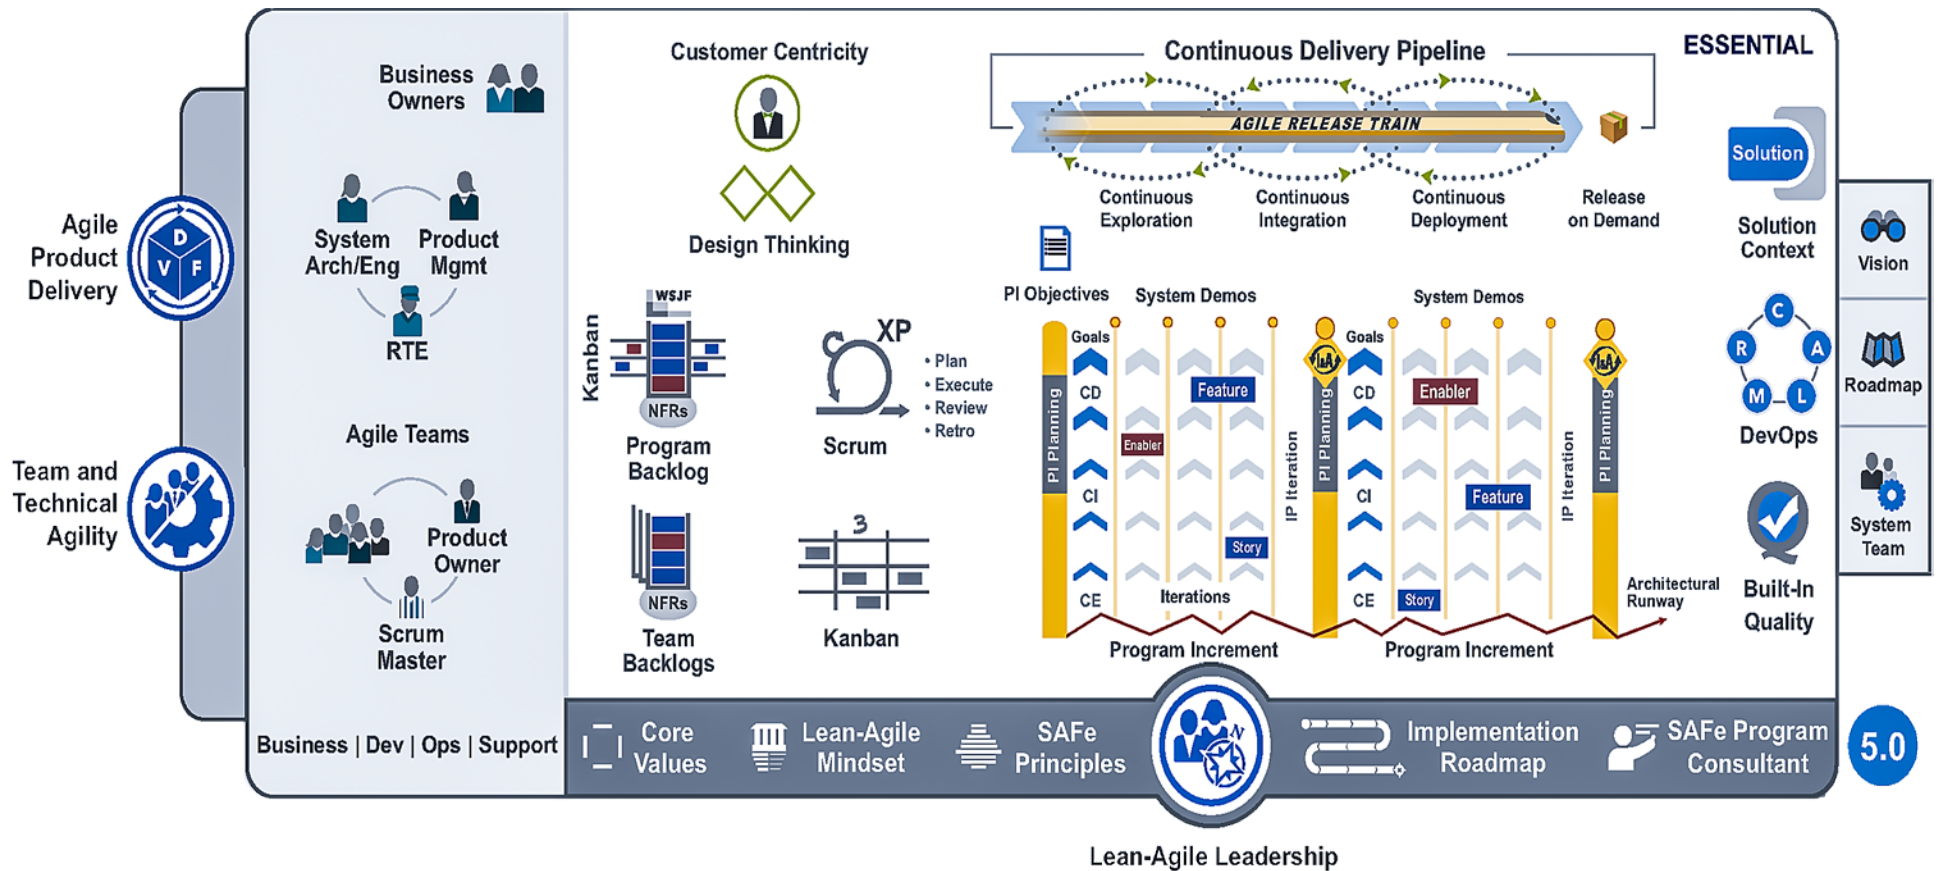 ESSENTIAL
Agile
Product
Delivery
D
V F
Team and
Technical
Agility
Business
Owners
System
Arch/Eng
Product
Mgmt
RTE
Agile Teams
Product
Owner
Scrum
Master
Business | Dev | Ops | Support
Customer Centricity
Design Thinking
Kanban
WSJF
NFRs
Program
Backlog
XP
• Plan
• Execute
• Review
• Retro
Scrum
NFRs
Team
Backlogs
3
Kanban
Continuous Delivery Pipeline
AGILE RELEASE TRAIN
Continuous
Exploration
Continuous
Integration
Continuous
Deployment
Release
on Demand
PI Objectives
System Demos
System Demos
PI Planning
Goals
CD
CI
CE
Enabler
Feature
Story
Iterations
IP Iteration
I&A
PI Planning
Goals
CD
CI
CE
Enabler
Feature
Story
IP Iteration
I&A
PI Planning
Architectural
Runway
Program Increment
Program Increment
Solution
Solution
Context
C
R A
M L
DevOps
Built-In
Quality
Vision
Roadmap
System
Team
Core
Values
Lean-Agile
Mindset
SAFe
Principles
N
Implementation
Roadmap
SAFe Program
Consultant
5.0
Lean-Agile Leadership